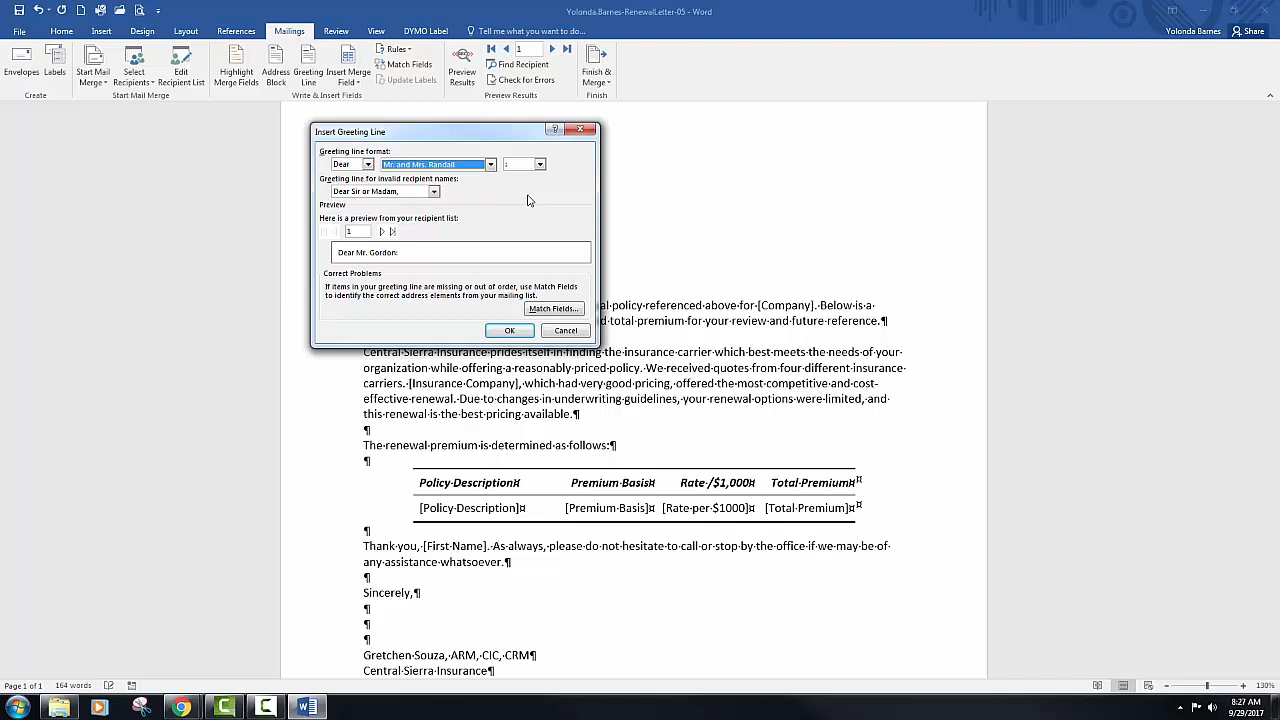 Yolonda.Barnes-RenewalLetter-05 - Word
File Home Insert Design Layout References Mailings Review View DYMO Label Tell me what you want to do... Yolonda Barnes Share
Envelopes Labels Start Mail Merge Select Recipients Edit Recipient List Highlight Merge Fields Address Block Greeting Line Insert Merge Field Rules Match Fields Update Labels Preview Results 1 Find Recipient Check for Errors Finish & Merge
Create Start Mail Merge Write & Insert Fields Preview Results Finish
Insert Greeting Line
Greeting line format:
Dear Mr. and Mrs. Randall :
Greeting line for invalid recipient names:
Dear Sir or Madam,
Preview
Here is a preview from your recipient list:
1
Dear Mr. Gordon:
Correct Problems
If items in your greeting line are missing or out of order, use Match Fields
to identify the correct address elements from your mailing list.
Match Fields...
OK Cancel
al·policy·referenced·above·for·[Company].·Below·is·a·
total·premium·for·your·review·and·future·reference.¶
Central·Sierra·Insurance·prides·itself·in·finding·the·insurance·carrier·which·best·meets·the·needs·of·your·
organization·while·offering·a·reasonably·priced·policy.·We·received·quotes·from·four·different·insurance·
carriers.·[Insurance·Company],·which·had·very·good·pricing,·offered·the·most·competitive·and·cost-
effective·renewal.·Due·to·changes·in·underwriting·guidelines,·your·renewal·options·were·limited,·and·
this·renewal·is·the·best·pricing·available.¶
¶
The·renewal·premium·is·determined·as·follows:¶
¶
Policy·Description¤ Premium·Basis¤ Rate·/$1,000¤ Total·Premium¤ ¤
[Policy·Description]¤ [Premium·Basis]¤ [Rate·per·$1000]¤ [Total·Premium]¤ ¤
¶
Thank·you,·[First·Name].·As·always,·please·do·not·hesitate·to·call·or·stop·by·the·office·if·we·may·be·of·
any·assistance·whatsoever.¶
¶
Sincerely,¶
¶
¶
¶
Gretchen·Souza,·ARM,·CIC,·CRM¶
Central·Sierra·Insurance¶
Page 1 of 1 164 words 130%
8:27 AM
9/29/2017